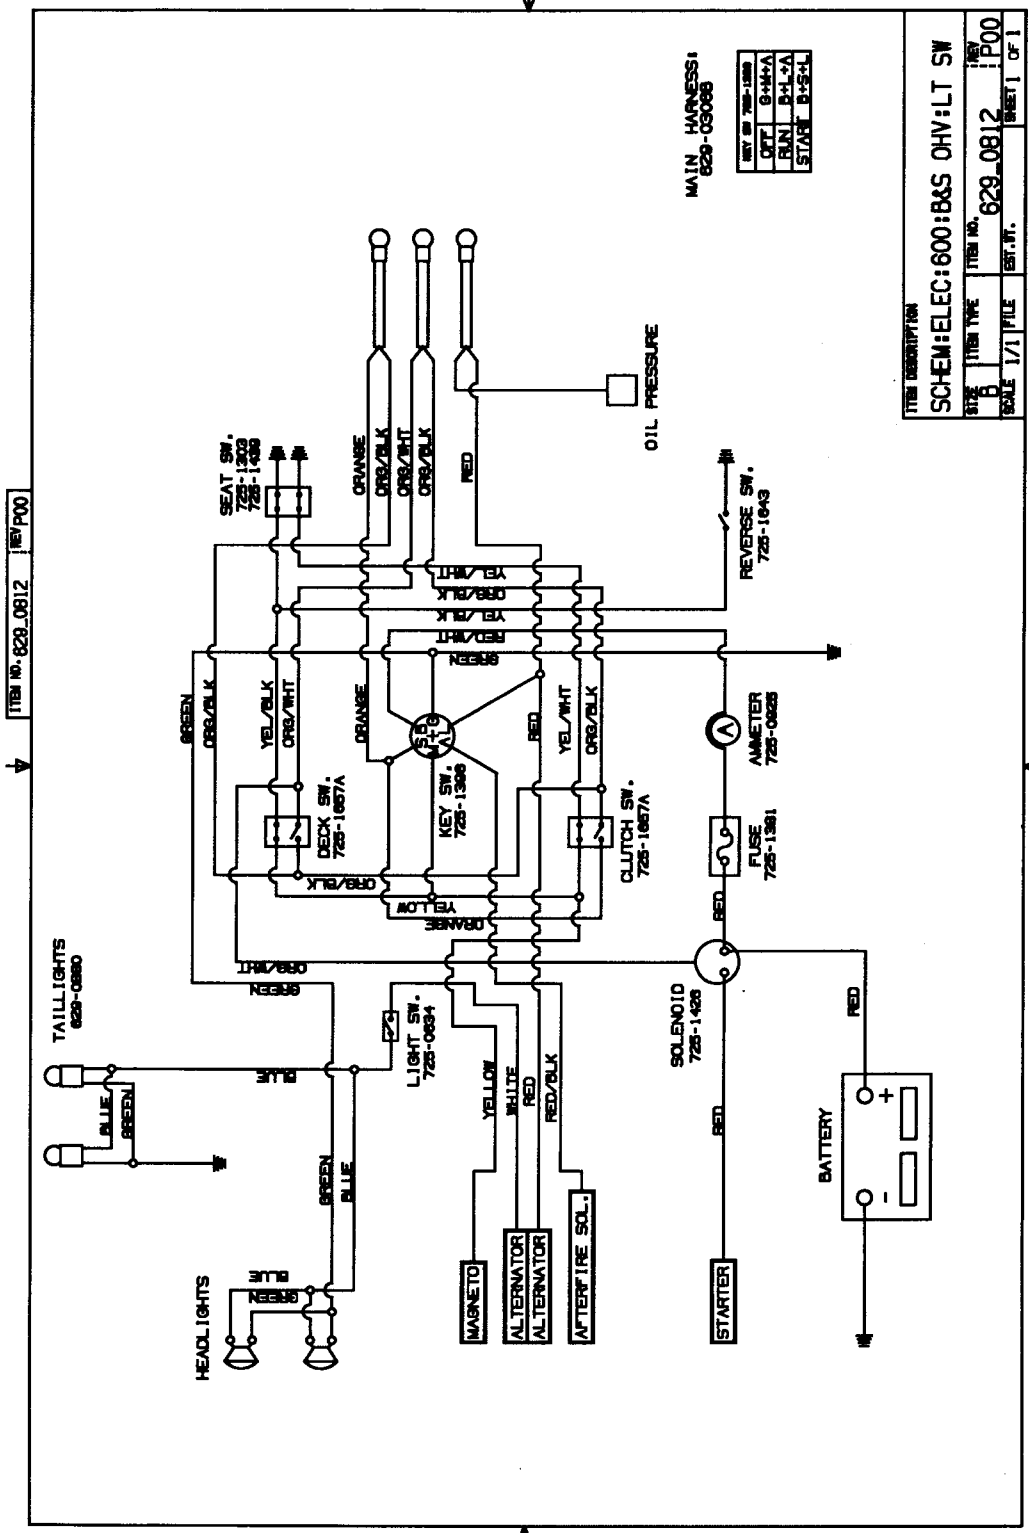 ITEM NO. 629_0812 REV P00
TAILLIGHTS
629-0880
BLUE
GREEN
BLUE
HEADLIGHTS
GREEN
BLUE
GREEN
BLUE
GREEN
ORG/WHT
LIGHT SW.
725-0634
GREEN
ORG/BLK
YEL/BLK
ORG/WHT
DECK SW.
725-1657A
ORG/BLK
YELLOW
ORANGE
SEAT SW.
725-1303
725-1439
ORANGE
KEY SW.
725-1396
S B
M G
A L
ORANGE
ORG/BLK
ORG/WHT
ORG/BLK
RED
YEL/WHT
ORG/BLK
YEL/BLK
RED/WHT
GREEN
RED
YEL/WHT
ORG/BLK
CLUTCH SW.
725-1657A
OIL PRESSURE
REVERSE SW.
725-1643
AMMETER
725-0925
A
FUSE
725-1381
RED
SOLENOID
725-1426
RED
RED
BATTERY
+
-
YELLOW
WHITE
RED
RED/BLK
MAGNETO
ALTERNATOR
ALTERNATOR
AFTERFIRE SOL.
STARTER
MAIN HARNESS:
629-03088
KEY SW
OFF G+M+A
RUN B+L+A
START B+S+L
ITEM DESCRIPTION
SCHEM:ELEC:600:B&S OHV:LT SW
SIZE B ITEM TYPE ITEM NO. 629_0812 REV P00
SCALE 1/1 FILE EST.WT. SHEET 1 OF 1